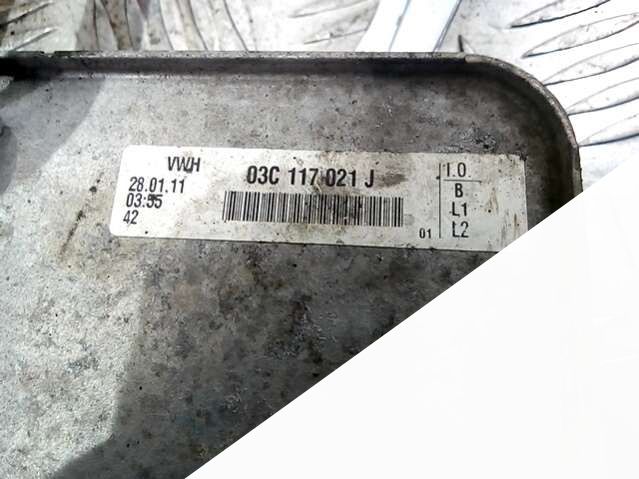 VWH 03C 117 021 J I.O.
28.01.11 B
03:55 L1
42 01 L2